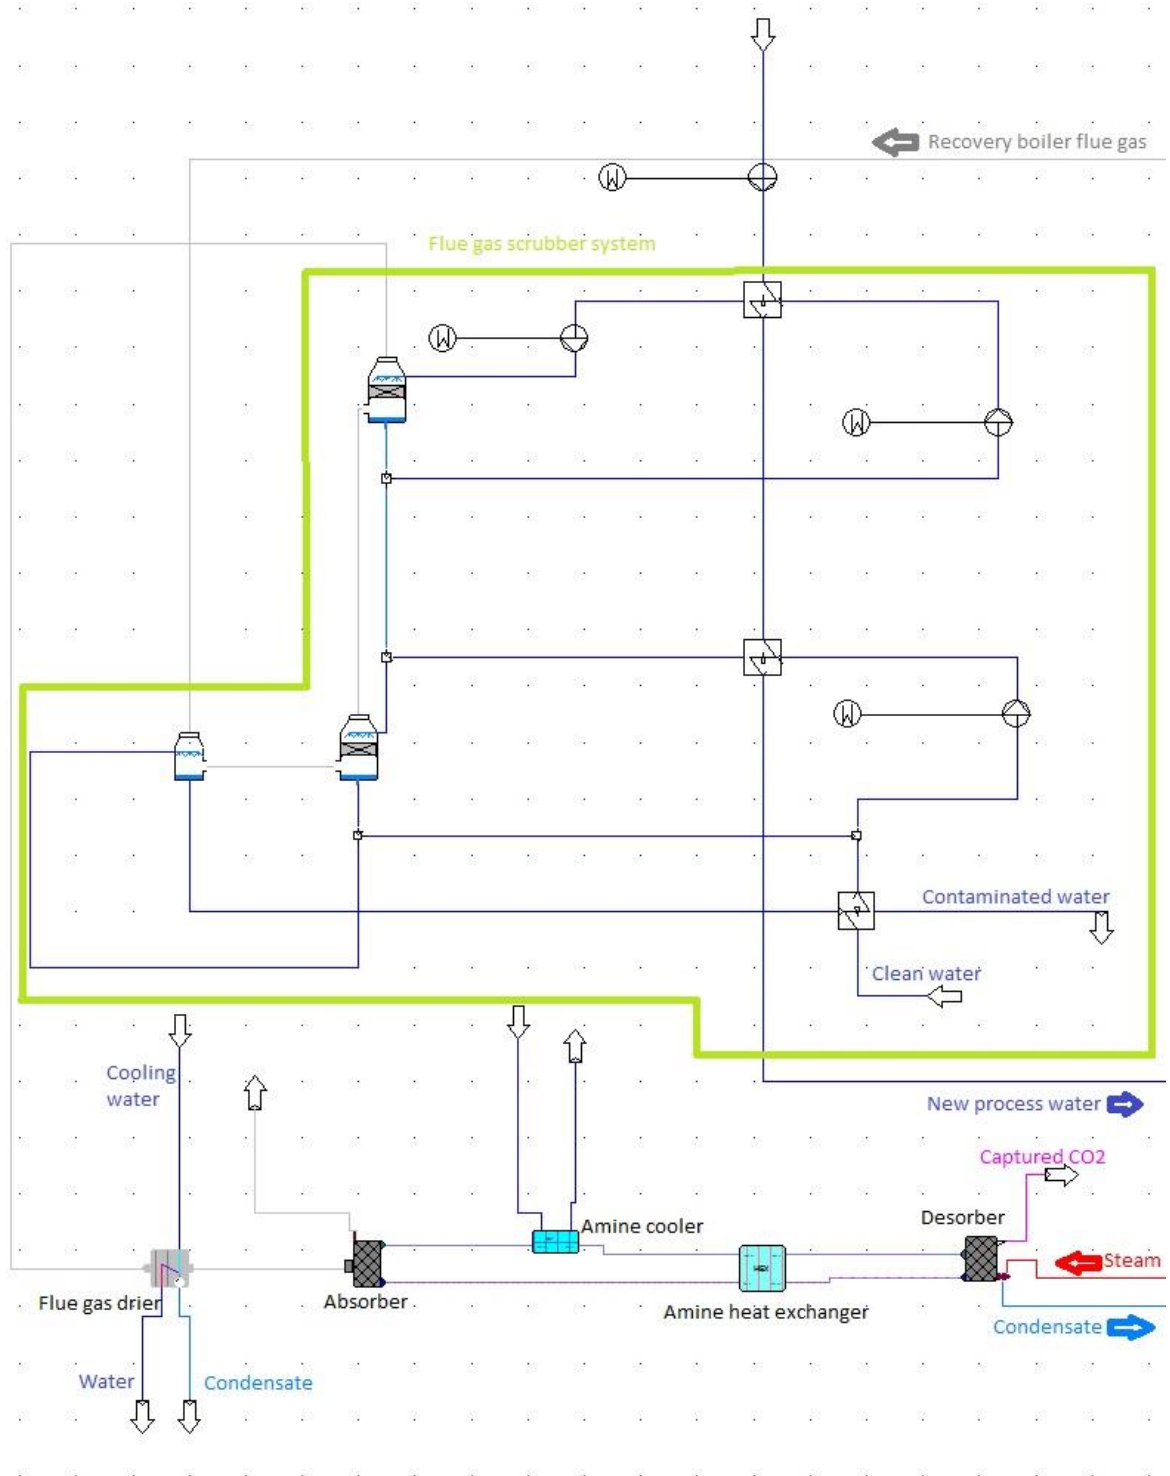 Recovery boiler flue gas
W
Flue gas scrubber system
W
W
W
Contaminated water
Clean water
Cooling
water
New process water
Captured CO2
Desorber
Amine cooler
Steam
HEX
Flue gas drier
Absorber
Amine heat exchanger
Condensate
Water
Condensate